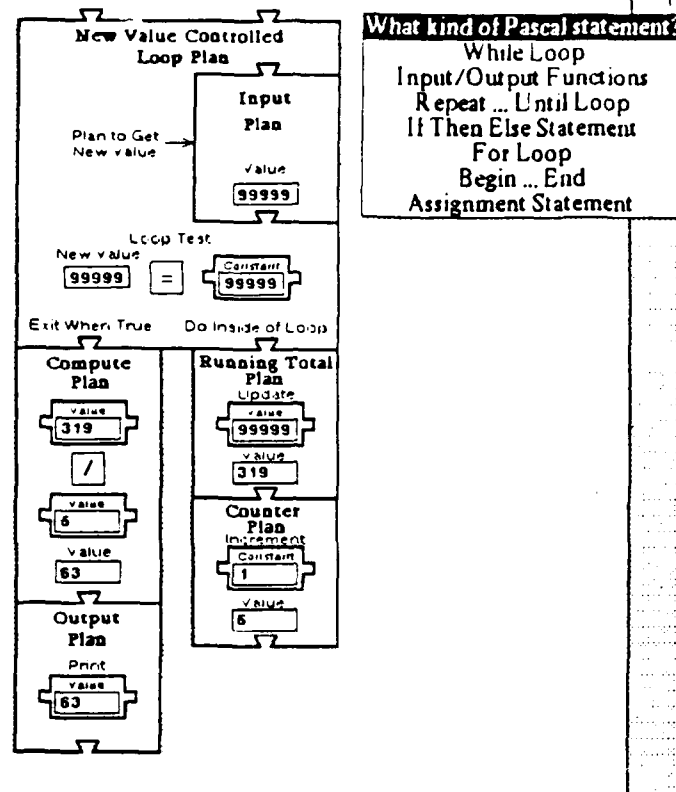 New Value Controlled
Loop Plan
Input
Plan
Plan to Get
New value
Value
99999
Loop Test
New value
99999
=
Constant
99999
Exit When True
Do Inside of Loop
Compute
Plan
Value
319
/
Value
5
Value
63
Output
Plan
Print
Value
63
Running Total
Plan
Update
Value
99999
Value
319
Counter
Plan
Increment
Constant
1
Value
5
What kind of Pascal statement?
While Loop
Input/Output Functions
Repeat ... Until Loop
If Then Else Statement
For Loop
Begin ... End
Assignment Statement